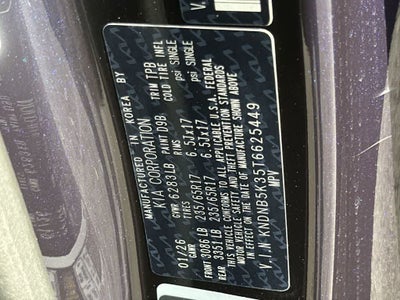 MANUFACTURED IN KOREA BY
KIA CORPORATION
01/26 GVWR 6283LB PAINT D9B TRIM TPB
GAWR TIRES RIMS COLD TIRE INFL
FRONT 3086 LB 235/65R17 6.5Jx17 psi SINGLE
REAR 3351 LB 235/65R17 6.5Jx17 psi SINGLE
THIS VEHICLE CONFORMS TO ALL APPLICABLE U.S.A. FEDERAL
MOTOR VEHICLE SAFETY AND THEFT PREVENTION STANDARDS
IN EFFECT ON THE DATE OF MANUFACTURE SHOWN ABOVE
V.I.N KNDNB5K35T6625449
MPV